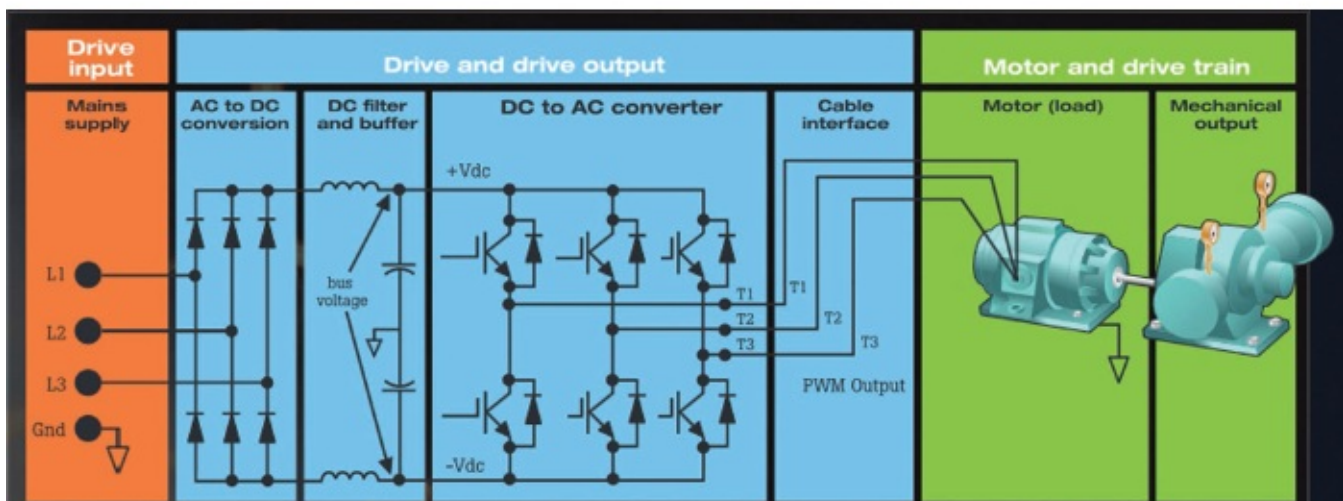 Drive
input
Drive and drive output
Motor and drive train
Mains
supply
AC to DC
conversion
DC filter
and buffer
DC to AC converter
Cable
interface
Motor (load)
Mechanical
output
+Vdc
L1
bus
voltage
T1
T1
L2
T2
T2
T3
T3
L3
PWM Output
Gnd
-Vdc